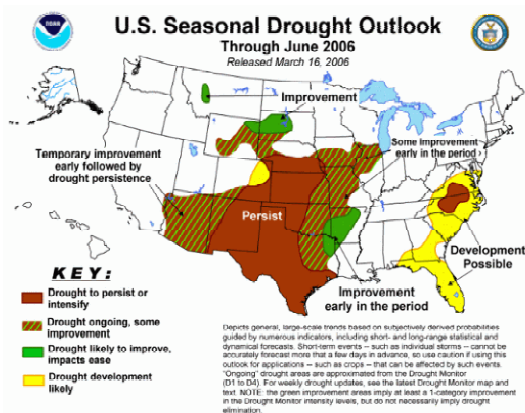 U.S. Seasonal Drought Outlook
Through June 2006
Released March 16, 2006
NOAA
Improvement
Some Improvement
early in the period
Temporary improvement
early followed by
drought persistence
Persist
Development
Possible
Improvement
early in the period
KEY:
Drought to persist or
intensify
Drought ongoing, some
improvement
Drought likely to improve,
impacts ease
Drought development
likely
Depicts general, large-scale trends based on subjectively derived probabilities
guided by numerous indicators, including short- and long-range statistical and
dynamical forecasts. Short-term events -- such as individual storms -- cannot be
accurately forecast more that a few days in advance, so use caution if using this
outlook for applications -- such as crops -- that can be affected by such events.
"Ongoing" drought areas are approximated from the Drought Monitor
(D1 to D4). For weekly drought updates, see the latest Drought Monitor map and
text. NOTE: the green improvement areas imply at least a 1-category improvement
in the Drought Monitor intensity levels, but do not necessarily imply drought
elimination.